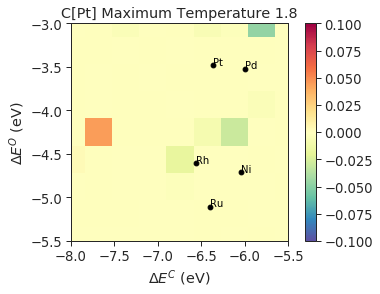 C[Pt] Maximum Temperature 1.8
−3.0
−3.5
−4.0
−4.5
−5.0
−5.5
ΔE^O (eV)
Pt
Pd
Rh
Ni
Ru
−8.0 −7.5 −7.0 −6.5 −6.0 −5.5
ΔE^C (eV)
0.100
0.075
0.050
0.025
0.000
−0.025
−0.050
−0.075
−0.100